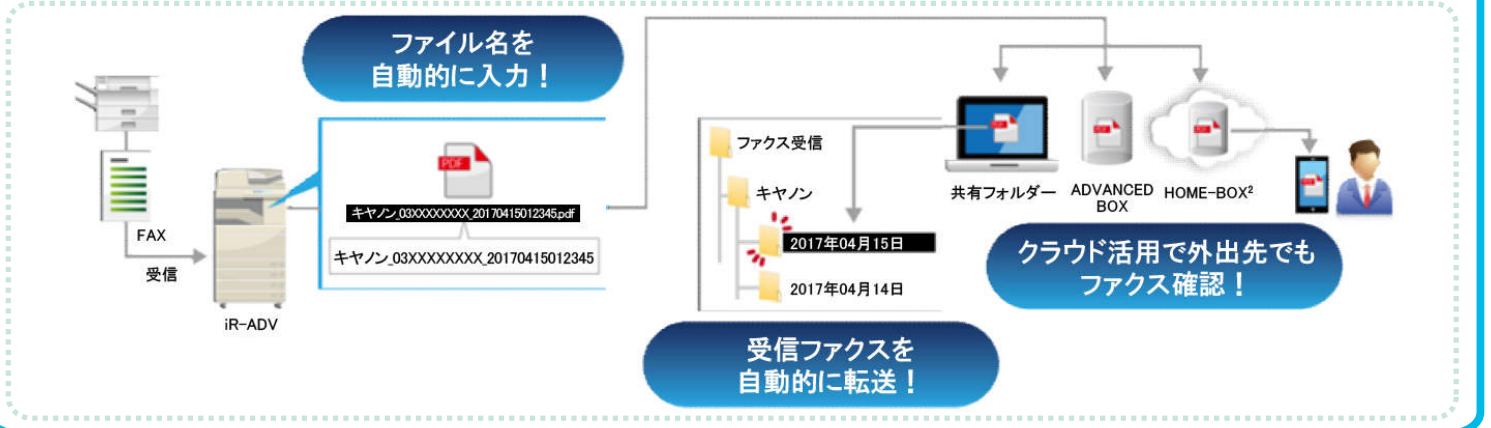 ファイル名を
自動的に入力！
FAX
受信
iR-ADV
PDF
キヤノン_03XXXXXXXX_20170415012345.pdf
キヤノン_03XXXXXXXX_20170415012345
ファクス受信
キヤノン
2017年04月15日
2017年04月14日
受信ファクスを
自動的に転送！
PDF
PDF
PDF
PDF
共有フォルダー
ADVANCED
BOX
HOME-BOX²
クラウド活用で外出先でも
ファクス確認！